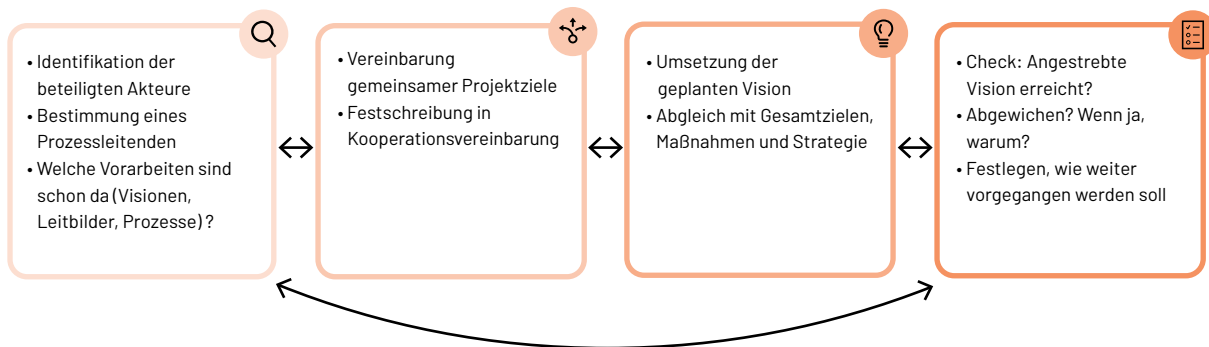 • Identifikation der
beteiligten Akteure
• Bestimmung eines
Prozessleitenden
• Welche Vorarbeiten sind
schon da (Visionen,
Leitbilder, Prozesse) ?
• Vereinbarung
gemeinsamer Projektziele
• Festschreibung in
Kooperationsvereinbarung
• Umsetzung der
geplanten Vision
• Abgleich mit Gesamtzielen,
Maßnahmen und Strategie
• Check: Angestrebte
Vision erreicht?
• Abgewichen? Wenn ja,
warum?
• Festlegen, wie weiter
vorgegangen werden soll